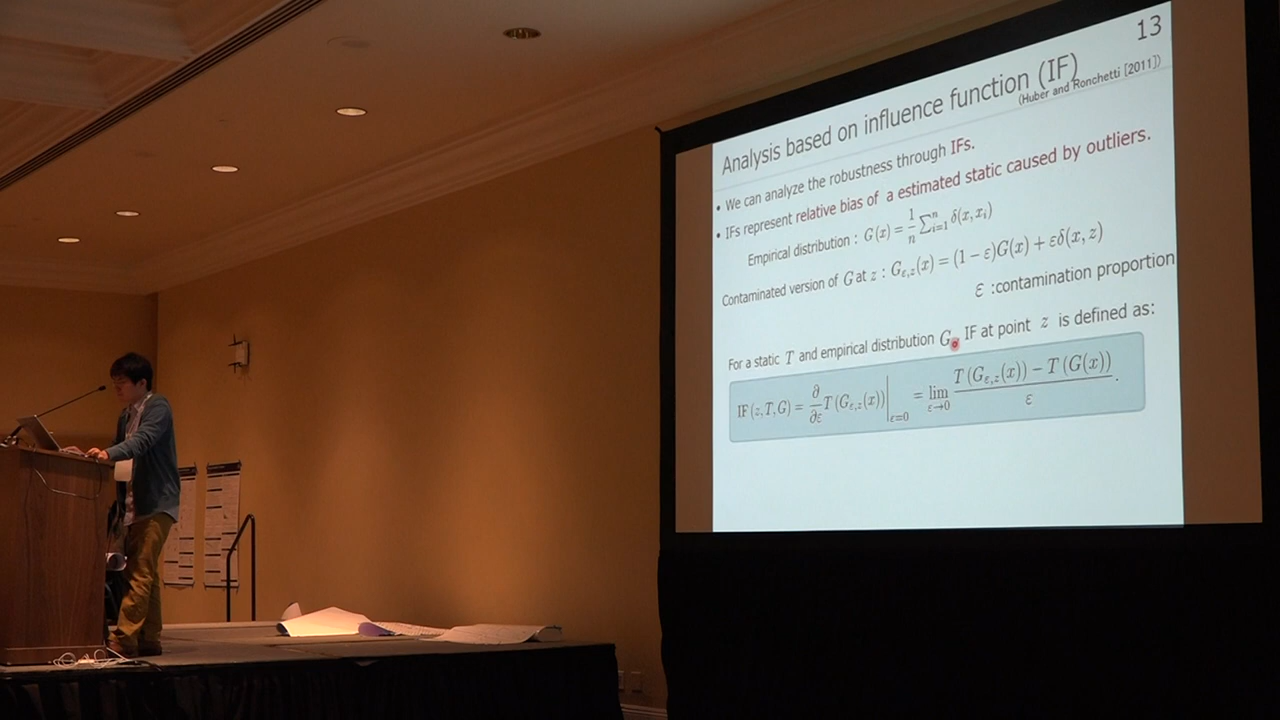 13
Analysis based on influence function (IF)
(Huber and Ronchetti [2011])
• We can analyze the robustness through IFs.
• IFs represent relative bias of a estimated static caused by outliers.
Empirical distribution : G(x) = 1/n ∑ⁿᵢ₌₁ δ(x, xᵢ)
Contaminated version of G at z : G_{ε,z}(x) = (1 − ε)G(x) + εδ(x, z)
ε :contamination proportion
For a static T and empirical distribution G, IF at point z is defined as:
IF (z, T, G) = ∂/∂ε T (G_{ε,z}(x))|_{ε=0} = lim_{ε→0} (T (G_{ε,z}(x)) − T (G(x)))/ε .